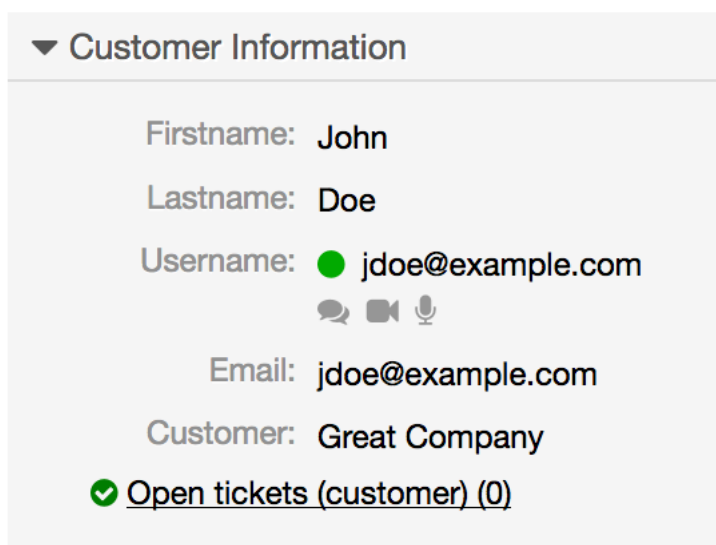 Customer Information
Firstname: John
Lastname: Doe
Username: jdoe@example.com
Email: jdoe@example.com
Customer: Great Company
Open tickets (customer) (0)